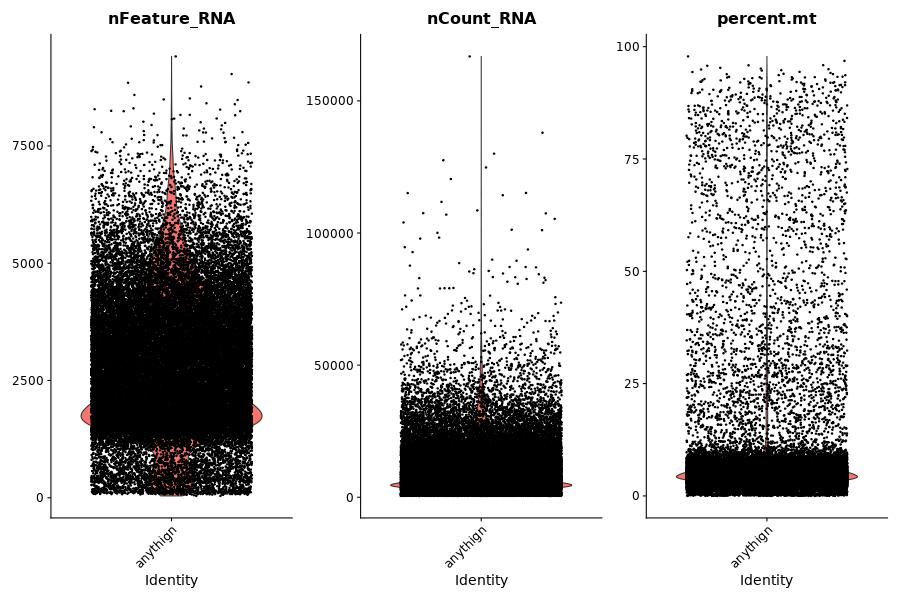 nFeature_RNA
7500
5000
2500
0
anythign
Identity
nCount_RNA
150000
100000
50000
0
anythign
Identity
percent.mt
100
75
50
25
0
anythign
Identity